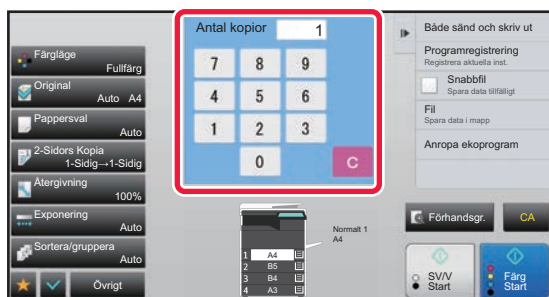 Färgläge
Fullfärg
Original
Auto A4
Pappersval
Auto
2-Sidors Kopia
1-Sidig→1-Sidig
Återgivning
100%
Exponering
Auto
Sortera/gruppera
Auto
Övrigt
Antal kopior 1
7 8 9
4 5 6
1 2 3
0 C
Normalt 1
A4
1 A4
2 B5
3 B4
4 A3
Både sänd och skriv ut
Programregistrering
Registrera aktuella inst.
Snabbfil
Spara data tillfälligt
Fil
Spara data i mapp
Anropa ekoprogram
Förhandsgr. CA
SV/V
Start
Färg
Start